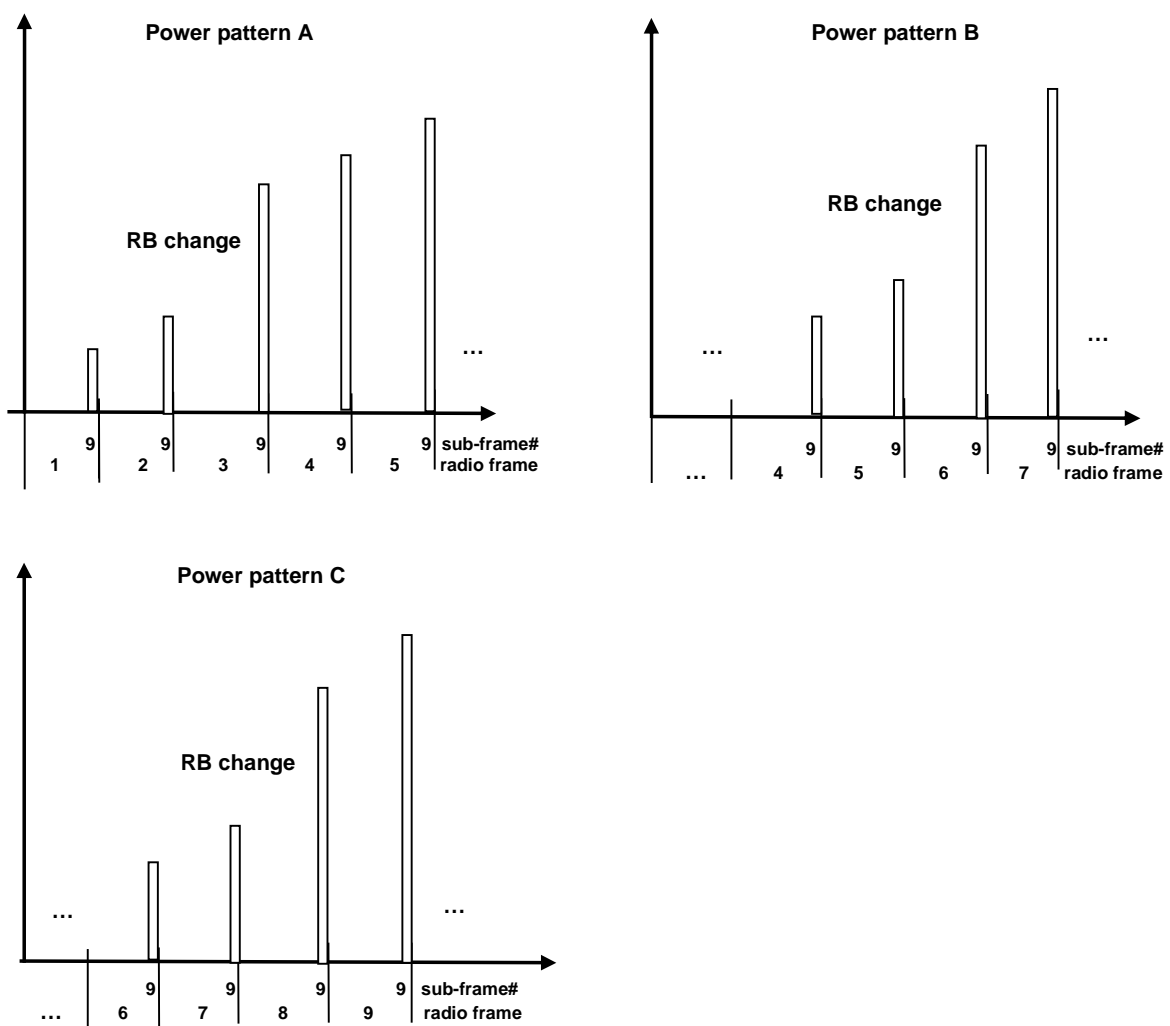 Power pattern A
RB change
...
9 9 9 9 9 sub-frame#
1 2 3 4 5 radio frame
Power pattern B
RB change
... ...
9 9 9 9 sub-frame#
... 4 5 6 7 radio frame
Power pattern C
RB change
... ...
9 9 9 9 sub-frame#
... 6 7 8 9 radio frame